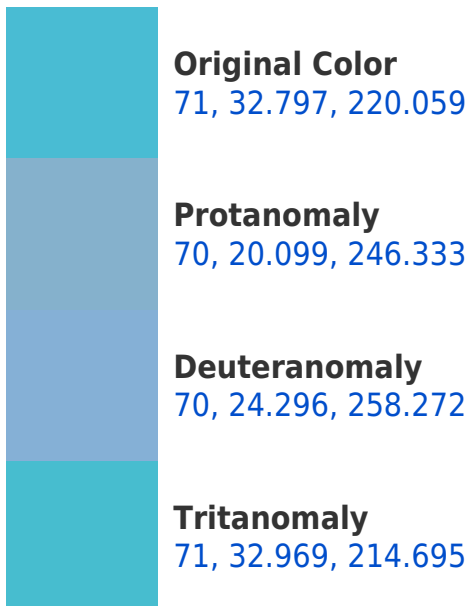 Original Color
71, 32.797, 220.059
Protanomaly
70, 20.099, 246.333
Deuteranomaly
70, 24.296, 258.272
Tritanomaly
71, 32.969, 214.695